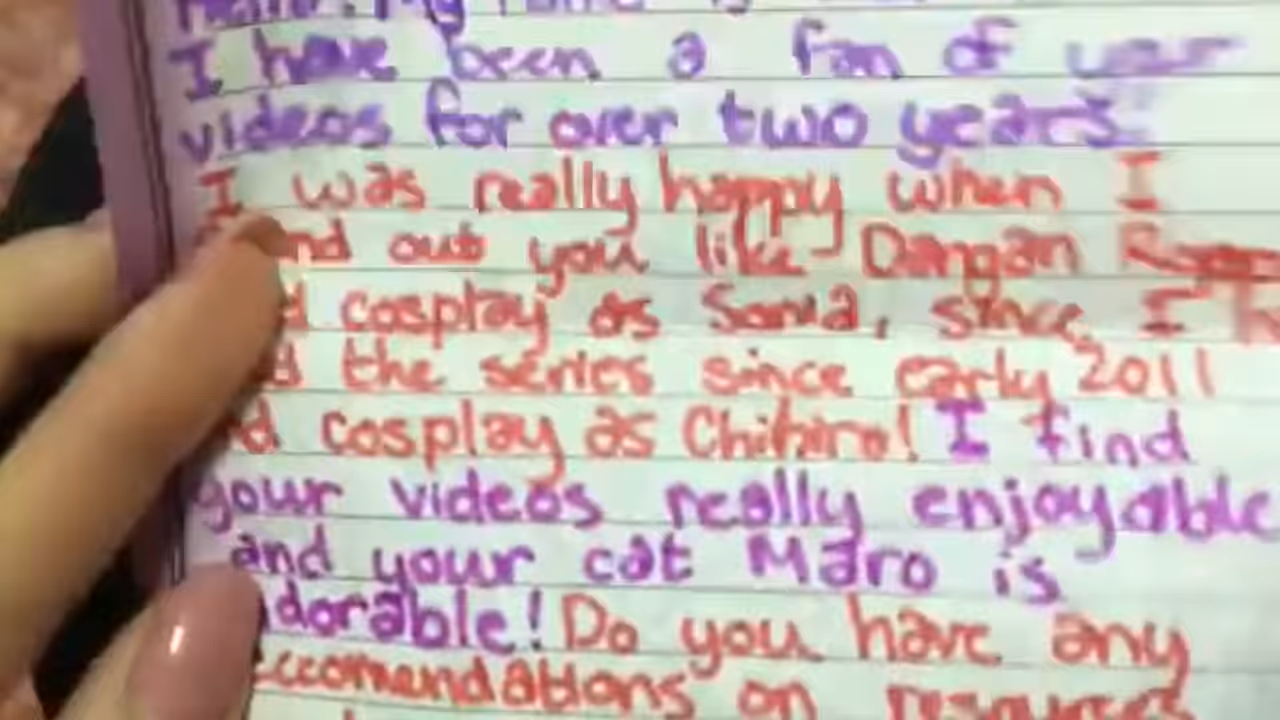 I have been a fan of your
videos for over two years.
I was really happy when I
out you like Dangan
cosplay as Sonia, since I
the series since early 2011
cosplay as Chihiro! I find
your videos really enjoyable
and your cat Maro is
adorable! Do you have any
reccomendations on resources